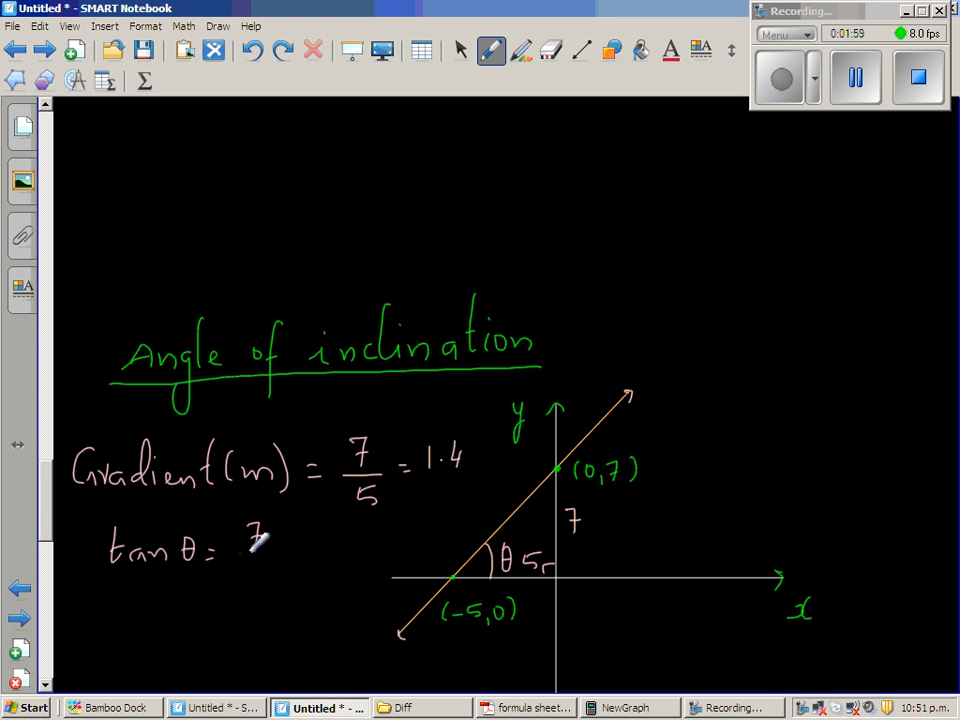 Untitled * - SMART Notebook
Recording...
File Edit View Insert Format Math Draw Help
Menu
0:01:59
8.0 fps
Angle of inclination
y
Gradient (m) = 7/5 = 1.4
(0,7)
7
tan θ = 7
θ 5
(-5,0)
x
Start
Bamboo Dock
Untitled * - S...
Untitled * - ...
Diff
formula sheet...
NewGraph
Recording...
10:51 p.m.